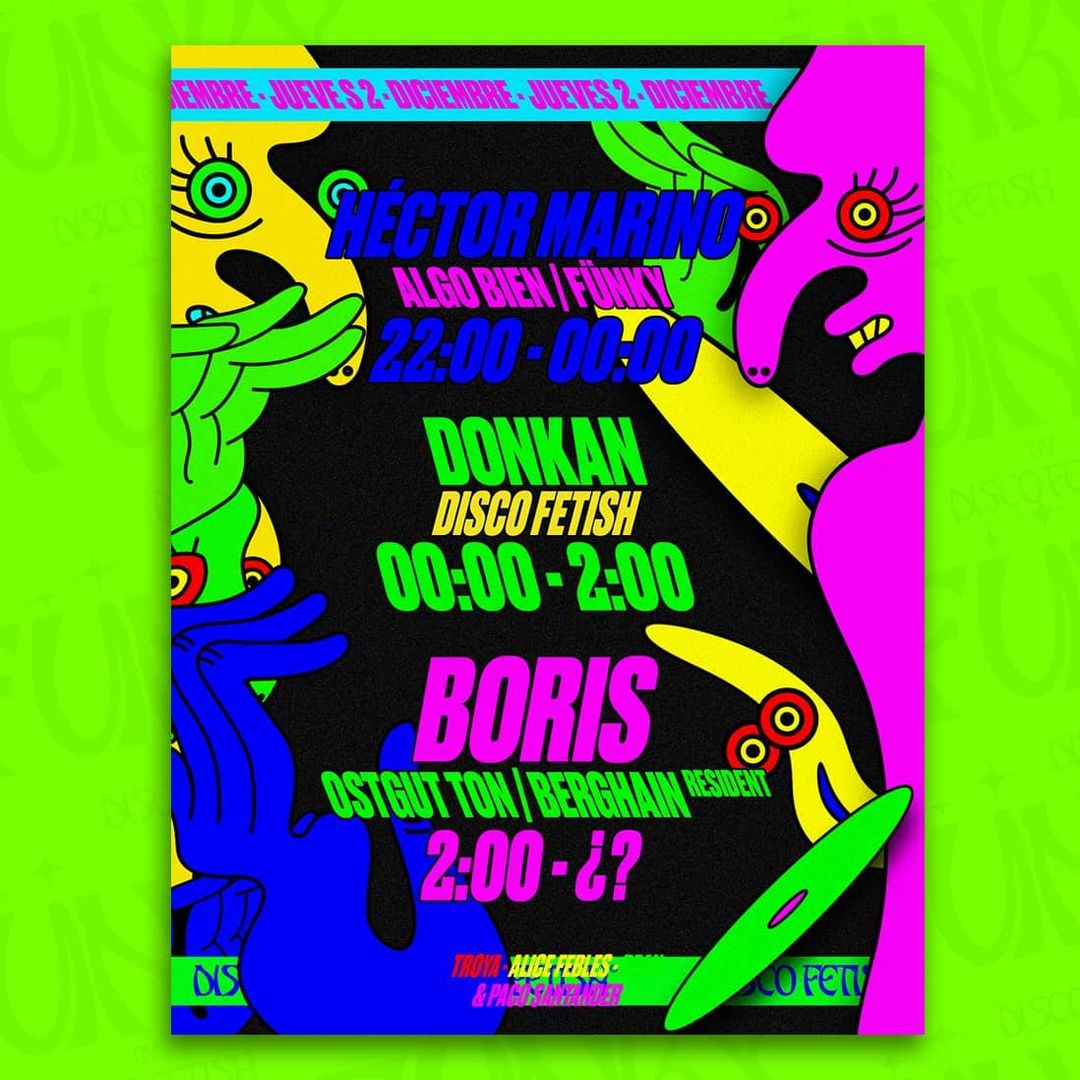 JUEVES 2 - DICIEMBRE - JUEVES 2 - DICIEMBRE
HÉCTOR MARINO
ALGO BIEN | FÜNKY
22:00 - 00:00
DONKAN
DISCO FETISH
00:00 - 2:00
BORIS
OSTGUT TON | BERGHAIN RESIDENT
2:00 - ¿?
TROYA - ALICE FEBLES -
& PACO SANTANDER